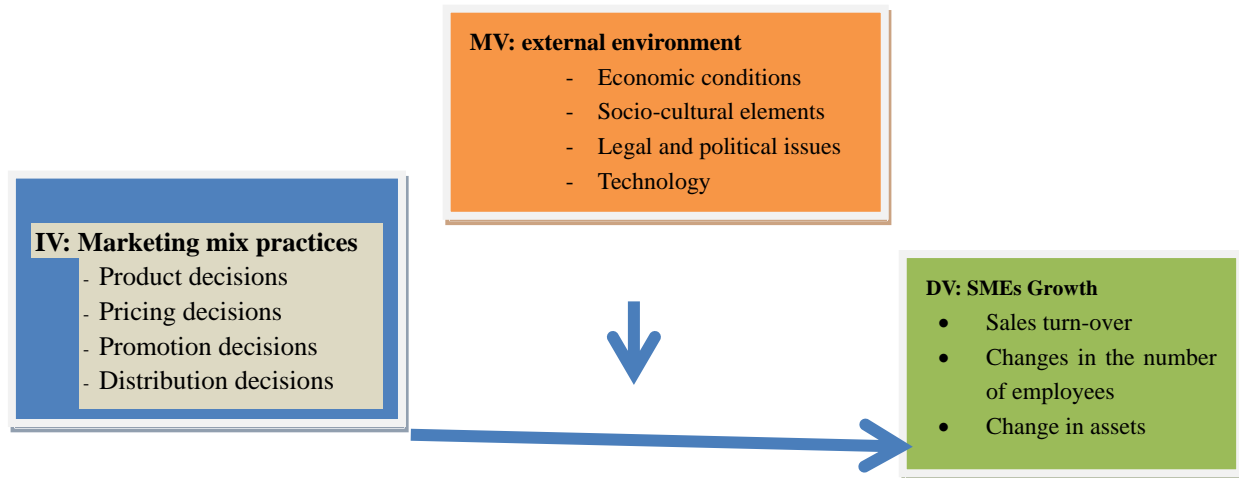 MV: external environment
- Economic conditions
- Socio-cultural elements
- Legal and political issues
- Technology
IV: Marketing mix practices
- Product decisions
- Pricing decisions
- Promotion decisions
- Distribution decisions
DV: SMEs Growth
• Sales turn-over
• Changes in the number
of employees
• Change in assets